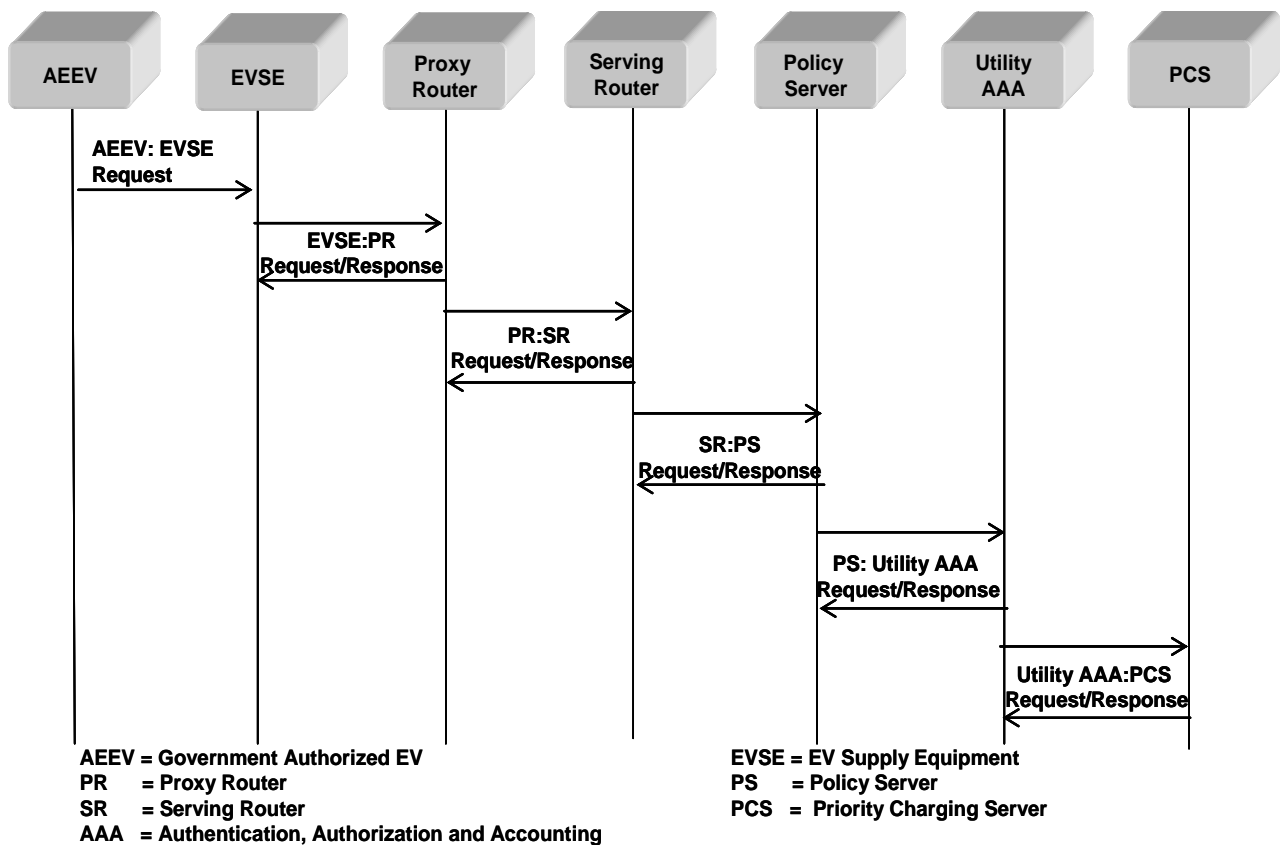 AEEV
EVSE
Proxy
Router
Serving
Router
Policy
Server
Utility
AAA
PCS
AEEV: EVSE
Request
EVSE:PR
Request/Response
PR:SR
Request/Response
SR:PS
Request/Response
PS: Utility AAA
Request/Response
Utility AAA:PCS
Request/Response
AEEV = Government Authorized EV
PR = Proxy Router
SR = Serving Router
AAA = Authentication, Authorization and Accounting
EVSE = EV Supply Equipment
PS = Policy Server
PCS = Priority Charging Server